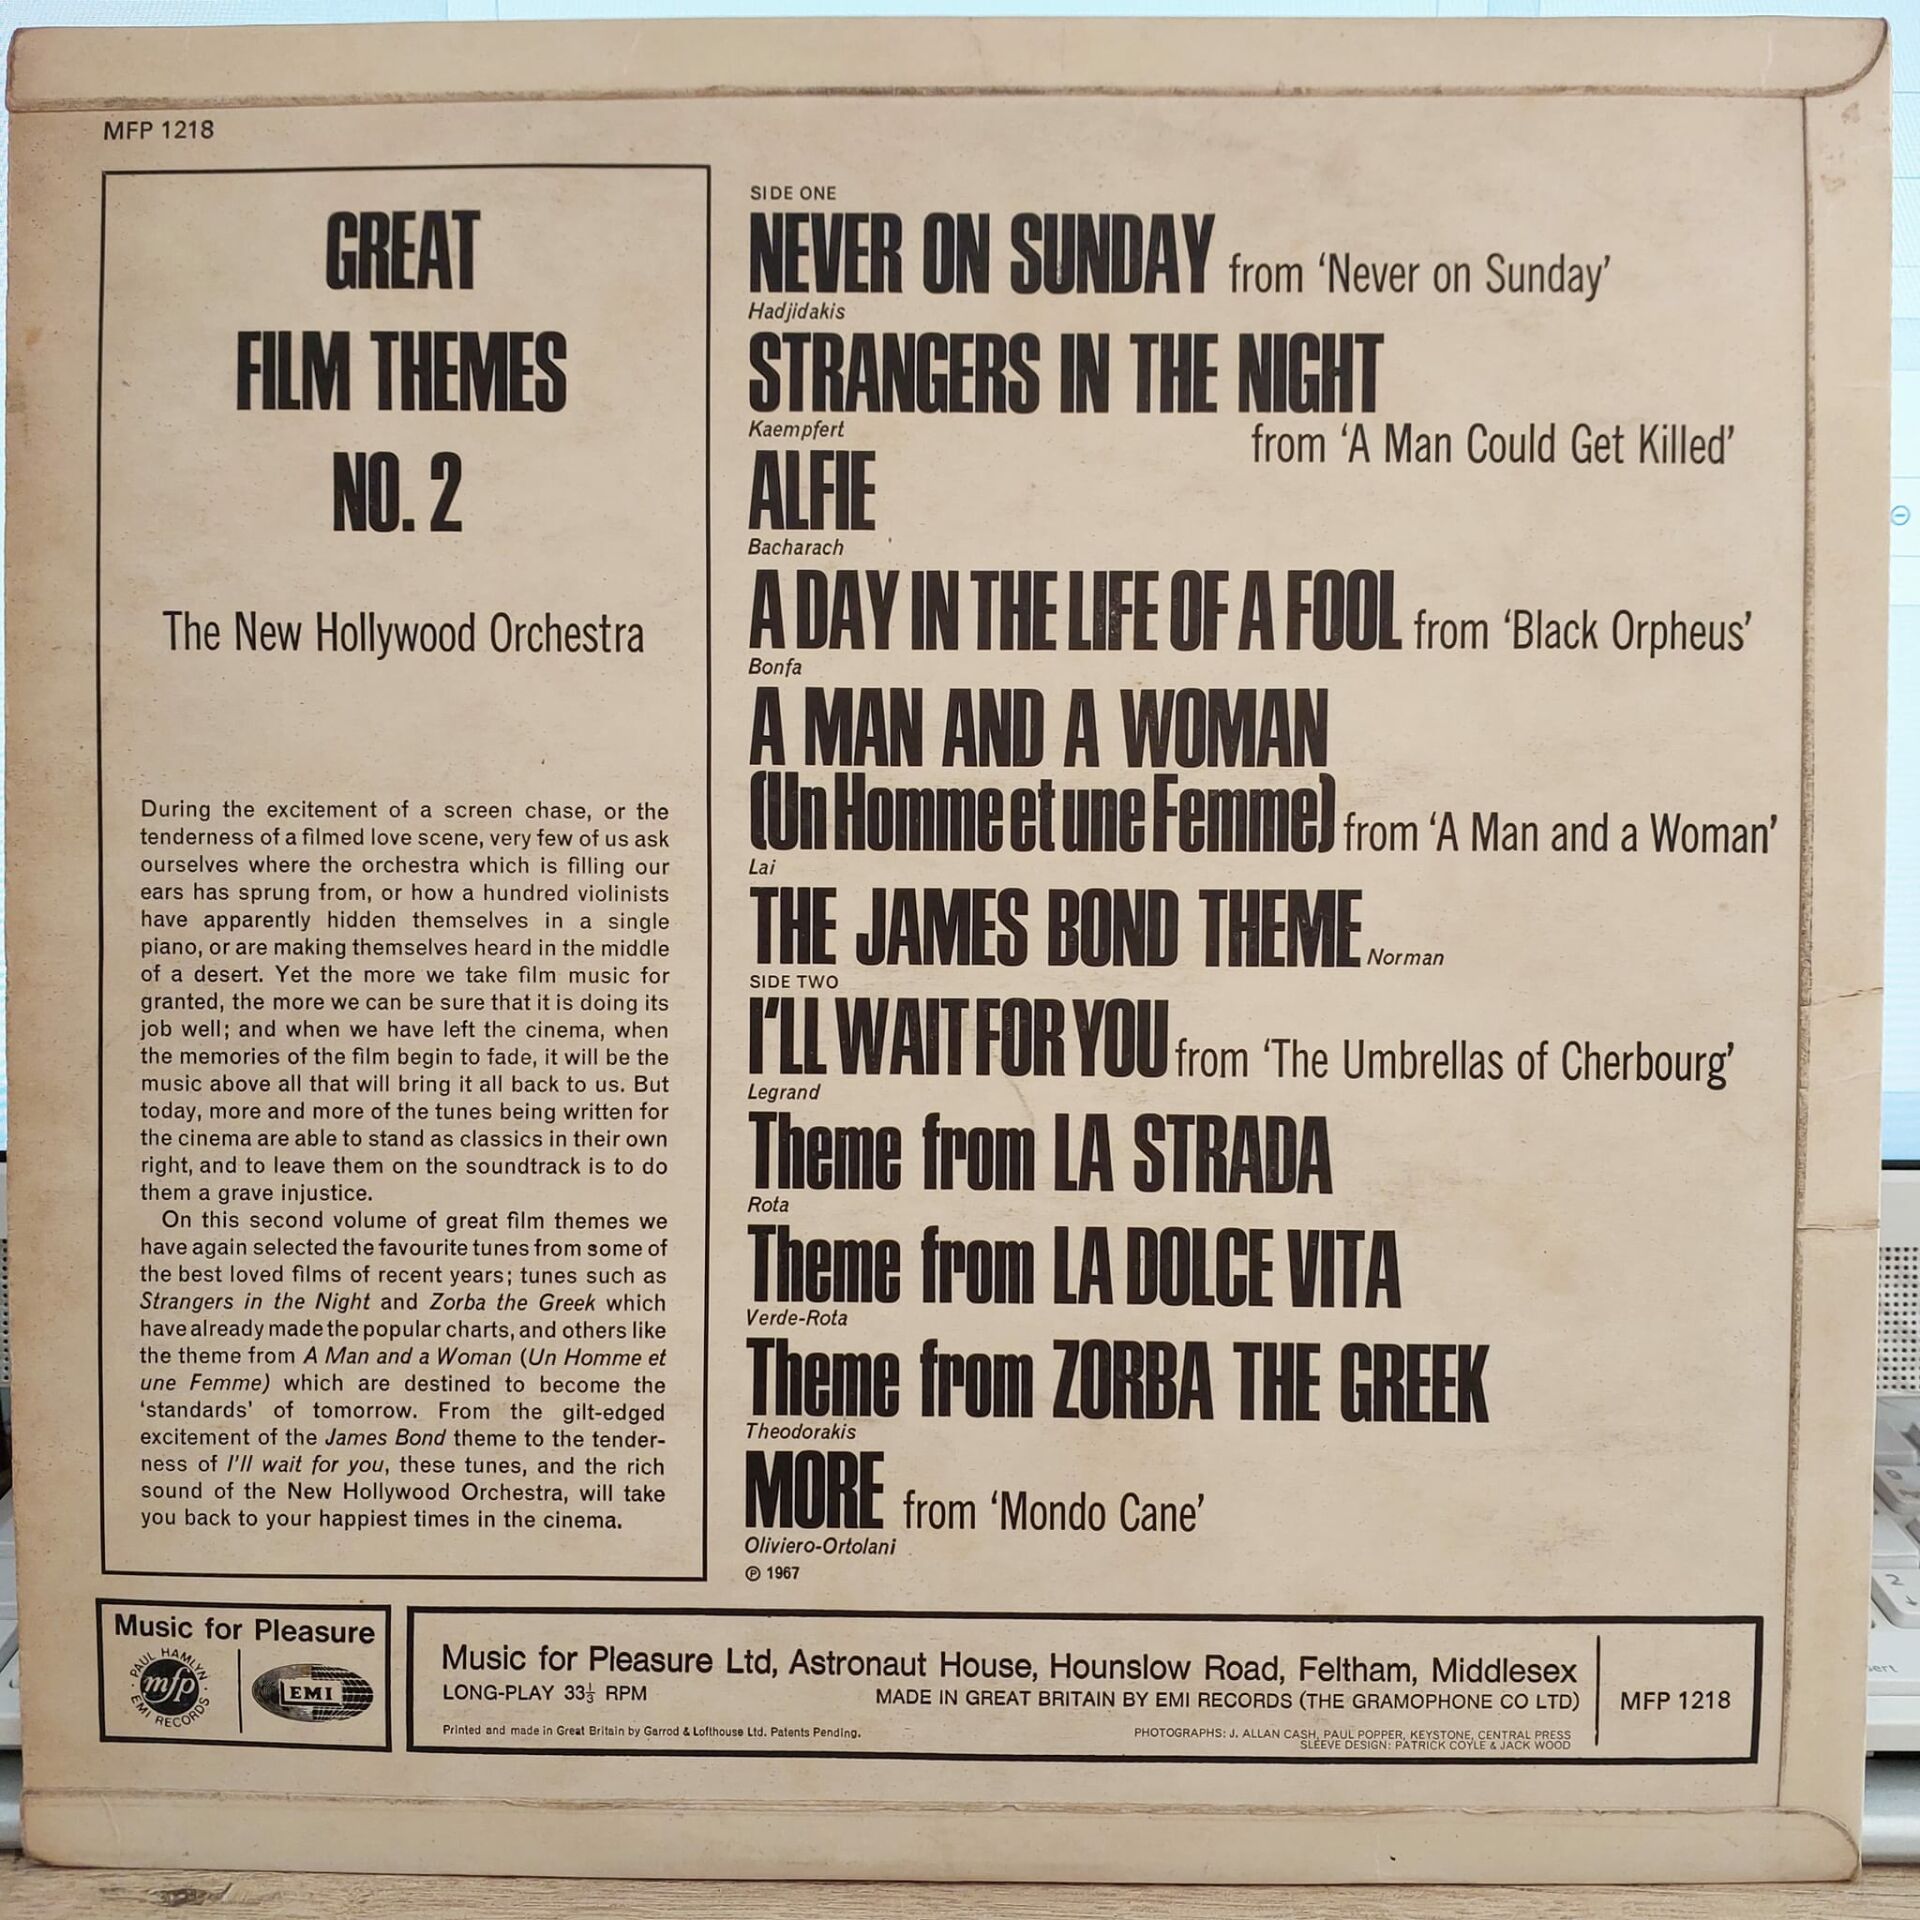 MFP 1218
GREAT
FILM THEMES
NO. 2
The New Hollywood Orchestra
During the excitement of a screen chase, or the
tenderness of a filmed love scene, very few of us ask
ourselves where the orchestra which is filling our
ears has sprung from, or how a hundred violinists
have apparently hidden themselves in a single
piano, or are making themselves heard in the middle
of a desert. Yet the more we take film music for
granted, the more we can be sure that it is doing its
job well; and when we have left the cinema, when
the memories of the film begin to fade, it will be the
music above all that will bring it all back to us. But
today, more and more of the tunes being written for
the cinema are able to stand as classics in their own
right, and to leave them on the soundtrack is to do
them a grave injustice.
On this second volume of great film themes we
have again selected the favourite tunes from some of
the best loved films of recent years; tunes such as
Strangers in the Night and Zorba the Greek which
have already made the popular charts, and others like
the theme from A Man and a Woman (Un Homme et
une Femme) which are destined to become the
‘standards’ of tomorrow. From the gilt-edged
excitement of the James Bond theme to the tender-
ness of I’ll wait for you, these tunes, and the rich
sound of the New Hollywood Orchestra, will take
you back to your happiest times in the cinema.
SIDE ONE
NEVER ON SUNDAY from ‘Never on Sunday’
Hadjidakis
STRANGERS IN THE NIGHT
Kaempfert
from ‘A Man Could Get Killed’
ALFIE
Bacharach
A DAY IN THE LIFE OF A FOOL from ‘Black Orpheus’
Bonfa
A MAN AND A WOMAN
(Un Homme et une Femme) from ‘A Man and a Woman’
Lai
THE JAMES BOND THEME Norman
SIDE TWO
I’LL WAIT FOR YOU from ‘The Umbrellas of Cherbourg’
Legrand
Theme from LA STRADA
Rota
Theme from LA DOLCE VITA
Verde-Rota
Theme from ZORBA THE GREEK
Theodorakis
MORE from ‘Mondo Cane’
Oliviero-Ortolani
℗ 1967
Music for Pleasure
PAUL HAMLYN
mfp
EMI RECORDS
EMI
Music for Pleasure Ltd, Astronaut House, Hounslow Road, Feltham, Middlesex
LONG-PLAY 33⅓ RPM
MADE IN GREAT BRITAIN BY EMI RECORDS (THE GRAMOPHONE CO LTD)
Printed and made in Great Britain by Garrod & Lofthouse Ltd. Patents Pending.
PHOTOGRAPHS: J. ALLAN CASH, PAUL POPPER, KEYSTONE, CENTRAL PRESS
SLEEVE DESIGN: PATRICK COYLE & JACK WOOD
MFP 1218